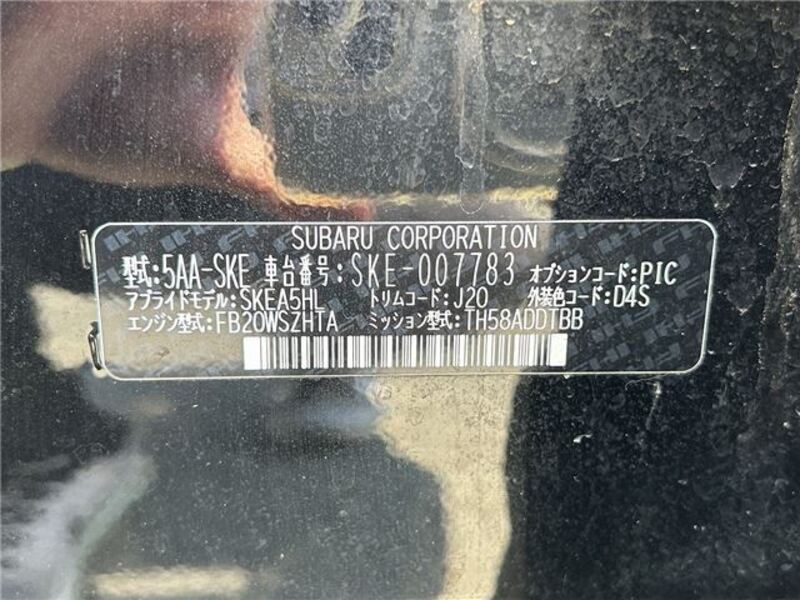 SUBARU CORPORATION
型式:5AA-SKE 車台番号:SKE-007783 オプションコード:PIC
アプライドモデル:SKEA5HL トリムコード:J20 外装色コード:D4S
エンジン型式:FB20WSZHTA ミッション型式:TH58ADDTBB